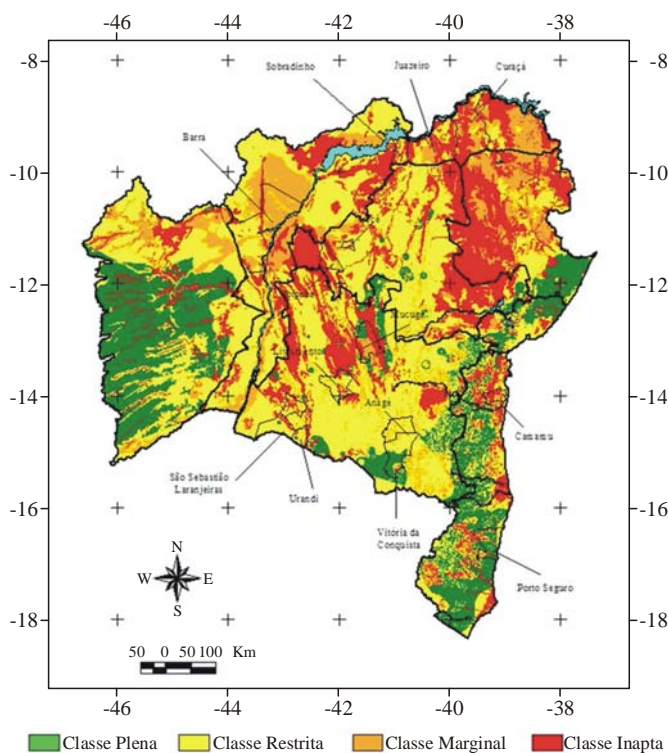 -46 -44 -42 -40 -38
-8
-10
-12
-14
-16
-18
Sobradinho
Juazeiro
Curaçá
Barra
Anagé
Camamu
São Sebastião
Laranjeiras
Urandi
Vitória da
Conquista
Porto Seguro
N
W E
S
50 0 50 100 Km
-8
-10
-12
-14
-16
-18
-46 -44 -42 -40 -38
Classe Plena Classe Restrita Classe Marginal Classe Inapta